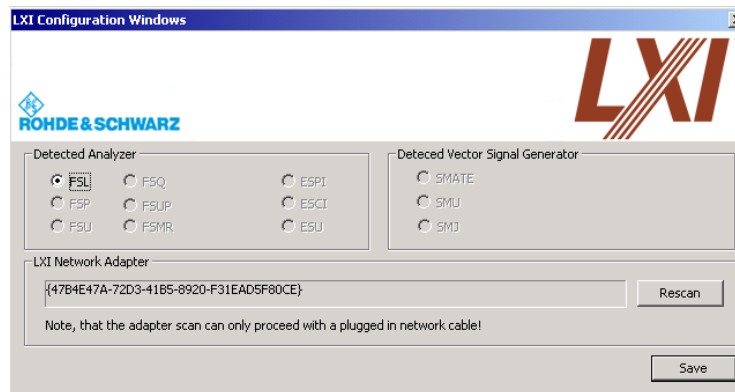 LXI Configuration Windows
LXI
ROHDE & SCHWARZ
Detected Analyzer
FSL FSQ ESPI
FSP FSUP ESCI
FSU FSMR ESU
Deteced Vector Signal Generator
SMATE
SMU
SMJ
LXI Network Adapter
{47B4E47A-72D3-41B5-8920-F31EAD5F80CE}
Rescan
Note, that the adapter scan can only proceed with a plugged in network cable!
Save